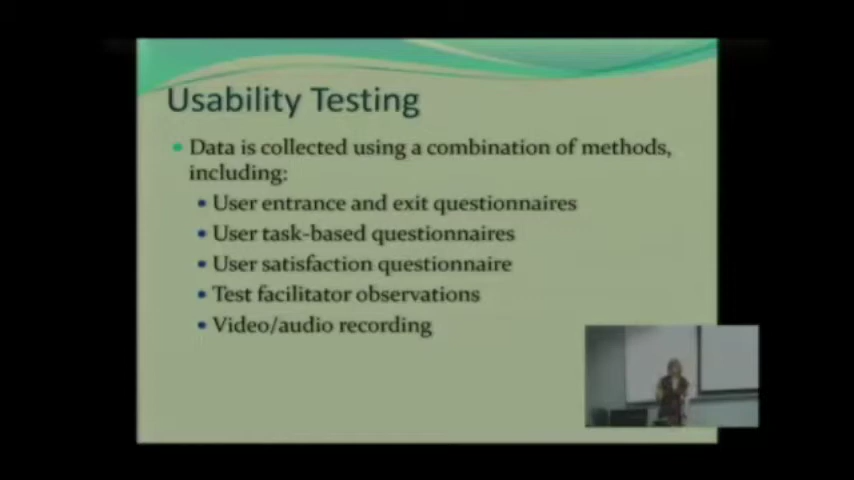 Usability Testing
• Data is collected using a combination of methods,
including:
• User entrance and exit questionnaires
• User task-based questionnaires
• User satisfaction questionnaire
• Test facilitator observations
• Video/audio recording